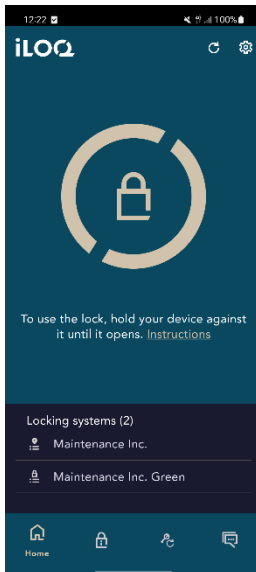 12:22 100%
iLOQ
To use the lock, hold your device against
it until it opens. Instructions
Locking systems (2)
Maintenance Inc.
Maintenance Inc. Green
Home